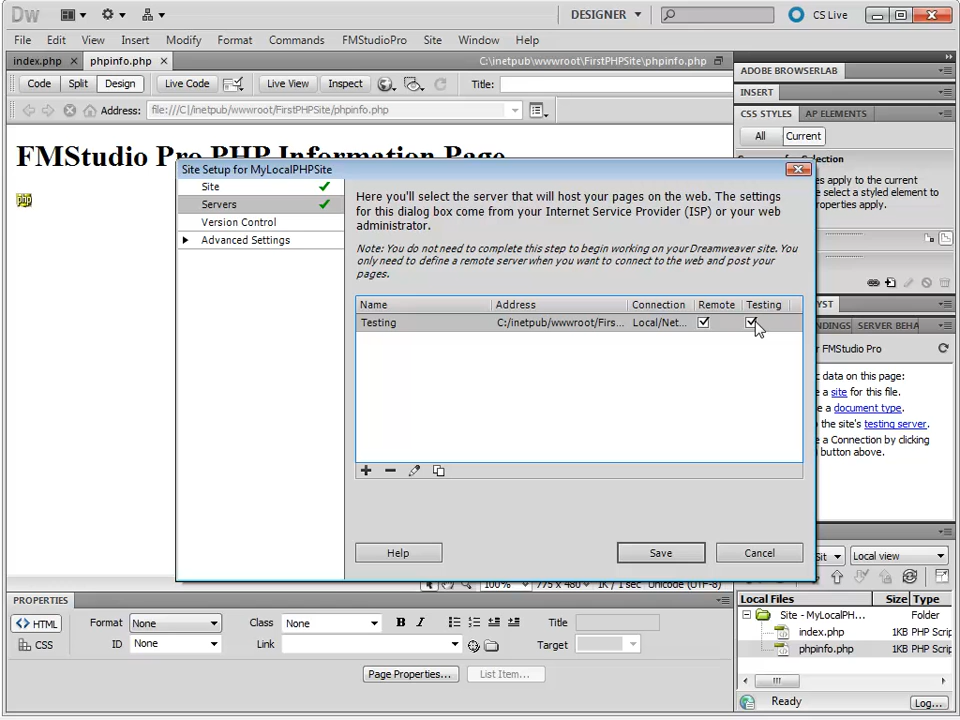 Dw DESIGNER CS Live
File Edit View Insert Modify Format Commands FMStudioPro Site Window Help
index.php phpinfo.php C:\inetpub\wwwroot\FirstPHPSite\phpinfo.php
Code Split Design Live Code Live View Inspect Title:
Address: file:///C|/inetpub/wwwroot/FirstPHPSite/phpinfo.php
ADOBE BROWSERLAB
INSERT
CSS STYLES AP ELEMENTS
All Current
FMStudio Pro PHP Information Page
Selection
apply to the current
a styled element to
properties apply.
php
Site Setup for MyLocalPHPSite
Site
Servers
Version Control
Advanced Settings
Here you'll select the server that will host your pages on the web. The settings
for this dialog box come from your Internet Service Provider (ISP) or your web
administrator.
Note: You do not need to complete this step to begin working on your Dreamweaver site. You
only need to define a remote server when you want to connect to the web and post your
pages.
Name Address Connection Remote Testing
Testing C:/inetpub/wwwroot/Firs... Local/Net...
Help Save Cancel
YST
NDINGS SERVER BEHA
r FMStudio Pro
c data on this page:
e a site for this file.
e a document type.
the site's testing server.
e a Connection by clicking
button above.
100% 775 x 480 1K / 1 sec Unicode (UTF-8)
Sit Local view
Local Files Size Type
Site - MyLocalPH... Folder
index.php 1KB PHP Scrip
phpinfo.php 1KB PHP Scrip
Ready Log...
PROPERTIES
HTML Format None Class None B I Title
CSS ID None Link Target
Page Properties... List Item...